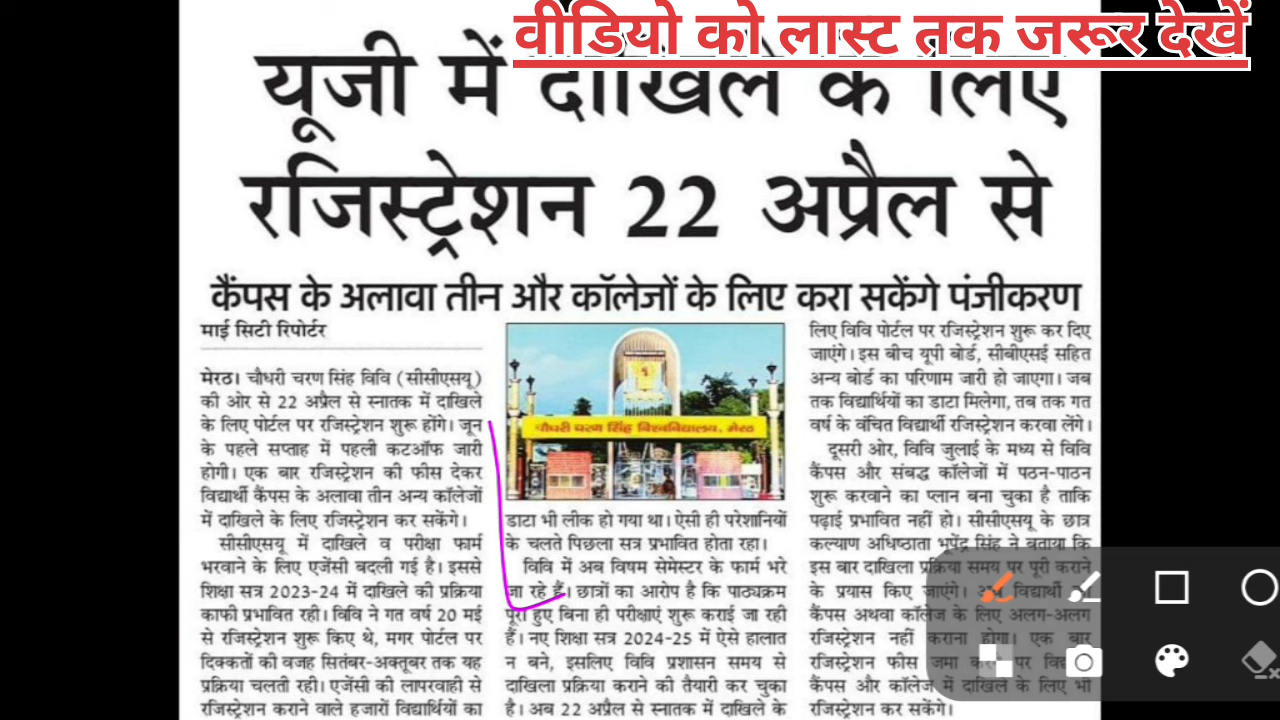 वीडियो को लास्ट तक जरूर देखें
यूजी में दाखिले के लिए
रजिस्ट्रेशन 22 अप्रैल से
कैंपस के अलावा तीन और कॉलेजों के लिए करा सकेंगे पंजीकरण
माई सिटी रिपोर्टर
मेरठ। चौधरी चरण सिंह विवि (सीसीएसयू)
की ओर से 22 अप्रैल से स्नातक में दाखिले
के लिए पोर्टल पर रजिस्ट्रेशन शुरू होंगे। जून
के पहले सप्ताह में पहली कटऑफ जारी
होगी। एक बार रजिस्ट्रेशन की फीस देकर
विद्यार्थी कैंपस के अलावा तीन अन्य कॉलेजों
में दाखिले के लिए रजिस्ट्रेशन कर सकेंगे।
सीसीएसयू में दाखिले व परीक्षा फार्म
भरवाने के लिए एजेंसी बदली गई है। इससे
शिक्षा सत्र 2023-24 में दाखिले की प्रक्रिया
काफी प्रभावित रही। विवि ने गत वर्ष 20 मई
से रजिस्ट्रेशन शुरू किए थे, मगर पोर्टल पर
दिक्कतों की वजह सितंबर-अक्तूबर तक यह
प्रक्रिया चलती रही। एजेंसी की लापरवाही से
रजिस्ट्रेशन कराने वाले हजारों विद्यार्थियों का
चौधरी चरण सिंह विश्वविद्यालय, मेरठ
डाटा भी लीक हो गया था। ऐसी ही परेशानियों
के चलते पिछला सत्र प्रभावित होता रहा।
विवि में अब विषम सेमेस्टर के फार्म भरे
जा रहे हैं। छात्रों का आरोप है कि पाठ्यक्रम
पूरा हुए बिना ही परीक्षाएं शुरू कराई जा रही
हैं। नए शिक्षा सत्र 2024-25 में ऐसे हालात
न बने, इसलिए विवि प्रशासन समय से
दाखिला प्रक्रिया कराने की तैयारी कर चुका
है। अब 22 अप्रैल से स्नातक में दाखिले के
लिए विवि पोर्टल पर रजिस्ट्रेशन शुरू कर दिए
जाएंगे। इस बीच यूपी बोर्ड, सीबीएसई सहित
अन्य बोर्ड का परिणाम जारी हो जाएगा। जब
तक विद्यार्थियों का डाटा मिलेगा, तब तक गत
वर्ष के वंचित विद्यार्थी रजिस्ट्रेशन करवा लेंगे।
दूसरी ओर, विवि जुलाई के मध्य से विवि
कैंपस और संबद्ध कॉलेजों में पठन-पाठन
शुरू करवाने का प्लान बना चुका है ताकि
पढ़ाई प्रभावित नहीं हो। सीसीएसयू के छात्र
कल्याण अधिष्ठाता भूपेंद्र सिंह ने बताया कि
इस बार दाखिला प्रक्रिया समय पर पूरी कराने
के प्रयास किए जाएंगे। विद्यार्थी
कैंपस अथवा कॉलेज के लिए अलग-अलग
रजिस्ट्रेशन नहीं कराना होगा। एक बार
रजिस्ट्रेशन फीस जमा पर
कैंपस और कॉलेज में दाखिले के लिए भी
रजिस्ट्रेशन कर सकेंगे।